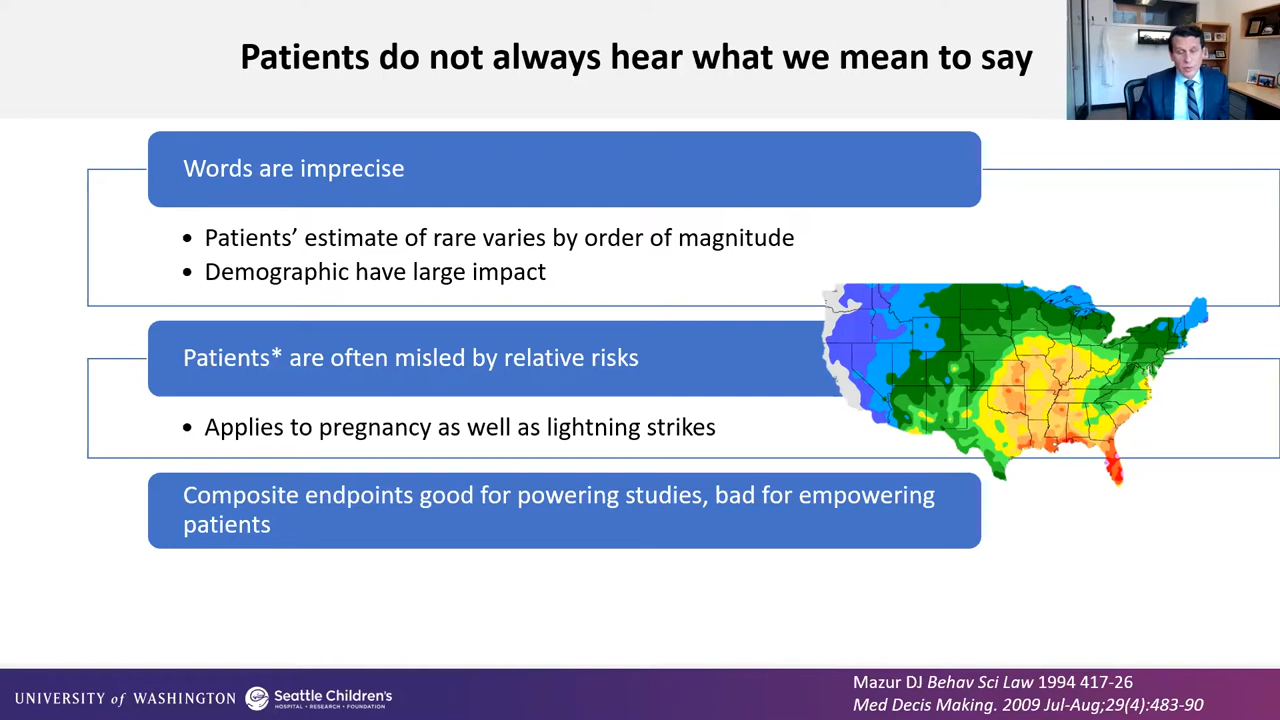 Patients do not always hear what we mean to say
Words are imprecise
• Patients’ estimate of rare varies by order of magnitude
• Demographic have large impact
Patients* are often misled by relative risks
• Applies to pregnancy as well as lightning strikes
Composite endpoints good for powering studies, bad for empowering
patients
UNIVERSITY of WASHINGTON
Seattle Children's
HOSPITAL • RESEARCH • FOUNDATION
Mazur DJ Behav Sci Law 1994 417-26
Med Decis Making. 2009 Jul-Aug;29(4):483-90